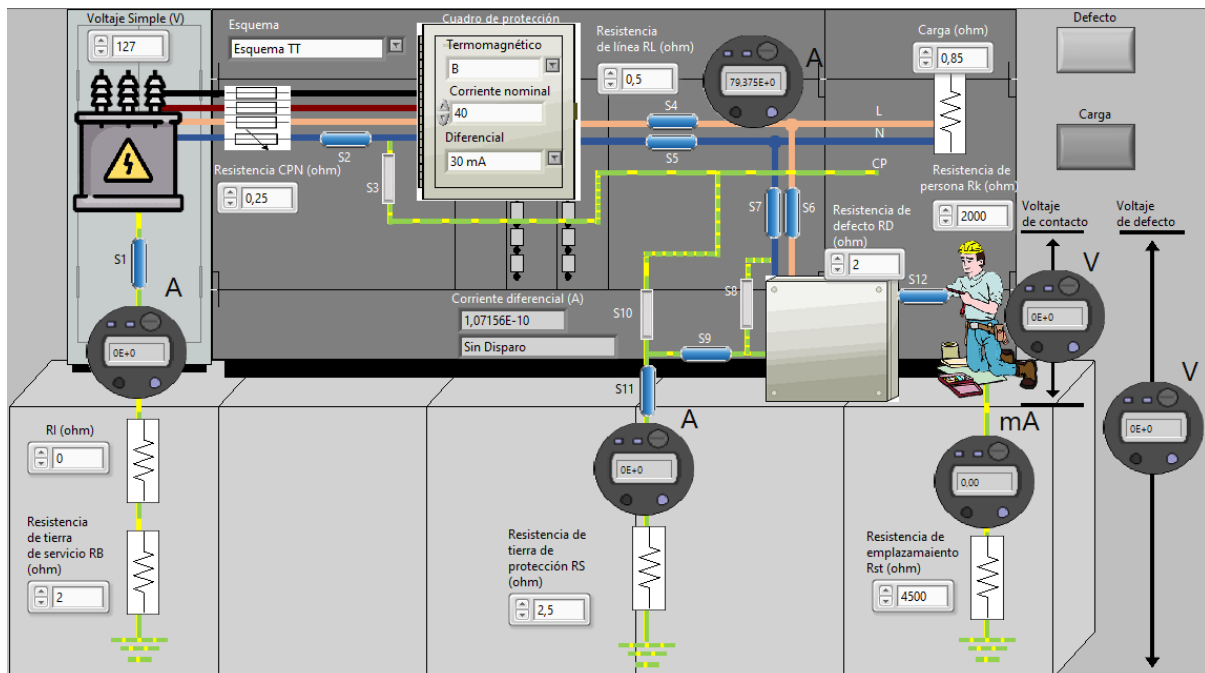 Voltaje Simple (V)
127
Esquema
Esquema TT
Cuadro de protección
Termomagnético
B
Corriente nominal
40
Diferencial
30 mA
Resistencia
de línea RL (ohm)
0,5
79,375E+0
A
Carga (ohm)
0,85
Defecto
Carga
S4
L
N
S5
S2
S3
CP
Resistencia CPN (ohm)
0,25
Resistencia de
persona Rk (ohm)
2000
S7
S6
Resistencia de
defecto RD
(ohm)
2
Voltaje
de contacto
Voltaje
de defecto
S1
A
0E+0
S12
V
0E+0
S8
S10
Corriente diferencial (A)
1,07156E-10
Sin Disparo
S9
S11
A
0E+0
mA
0,00
V
0E+0
RI (ohm)
0
Resistencia
de tierra
de servicio RB
(ohm)
2
Resistencia de
tierra de
protección RS
(ohm)
2,5
Resistencia de
emplazamiento
Rst (ohm)
4500